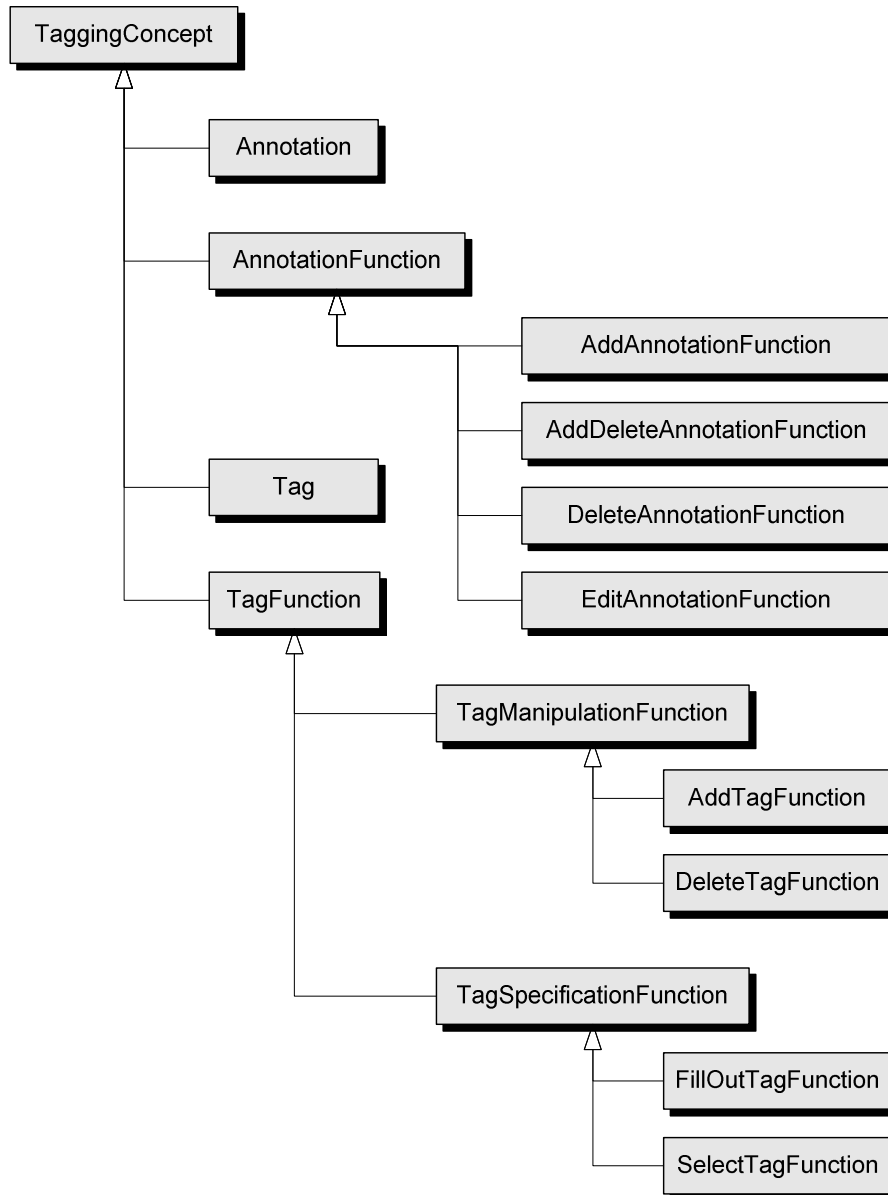 TaggingConcept
Annotation
AnnotationFunction
AddAnnotationFunction
AddDeleteAnnotationFunction
DeleteAnnotationFunction
EditAnnotationFunction
Tag
TagFunction
TagManipulationFunction
AddTagFunction
DeleteTagFunction
TagSpecificationFunction
FillOutTagFunction
SelectTagFunction